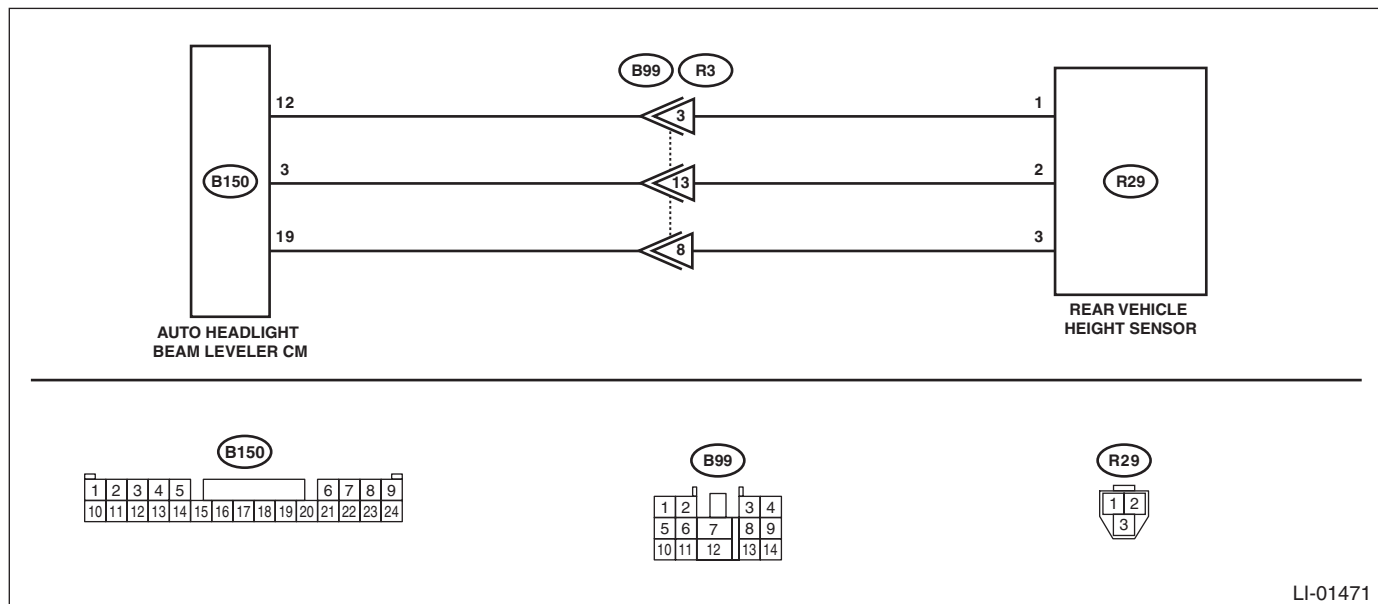 B99 R3
12 3 1
B150 3 13 2 R29
19 8 3
AUTO HEADLIGHT
BEAM LEVELER CM
REAR VEHICLE
HEIGHT SENSOR
B150
1 2 3 4 5 6 7 8 9
10 11 12 13 14 15 16 17 18 19 20 21 22 23 24
B99
1 2 3 4
5 6 7 8 9
10 11 12 13 14
R29
1 2
3
LI-01471